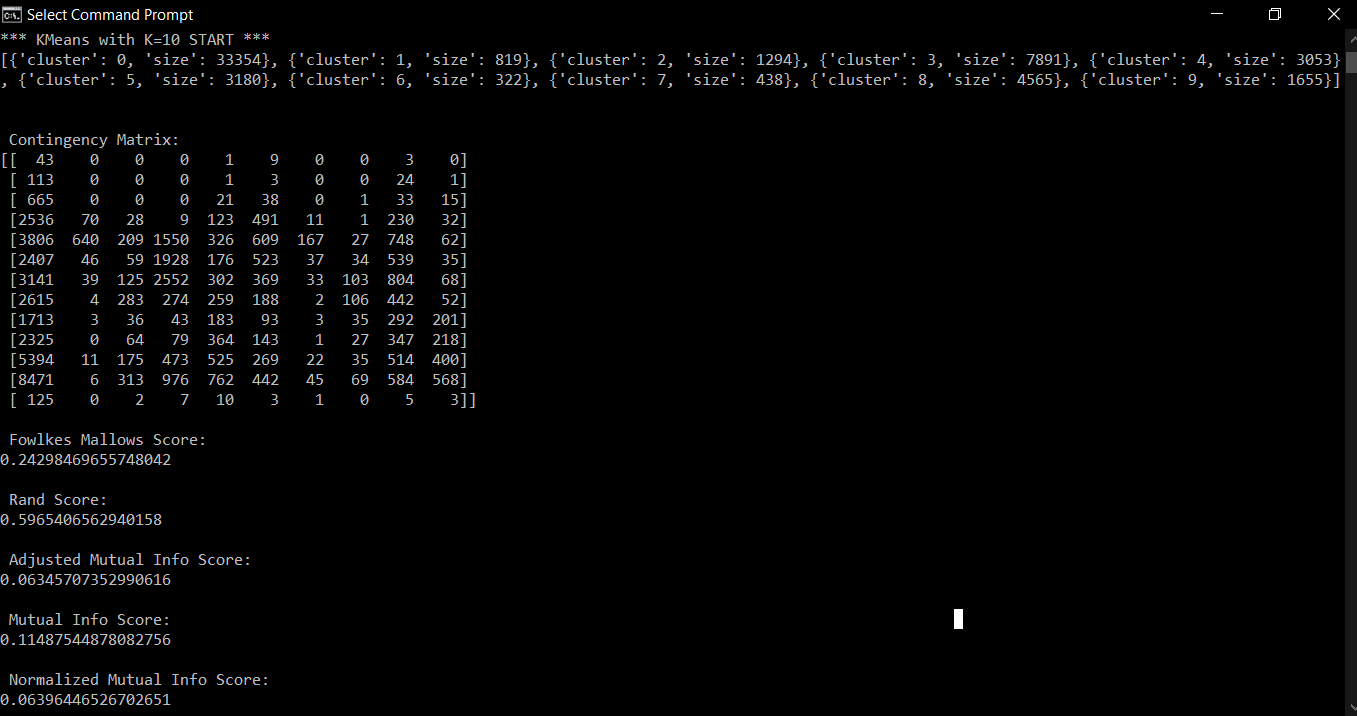 Select Command Prompt
*** KMeans with K=10 START ***
[{'cluster': 0, 'size': 33354}, {'cluster': 1, 'size': 819}, {'cluster': 2, 'size': 1294}, {'cluster': 3, 'size': 7891}, {'cluster': 4, 'size': 3053}
, {'cluster': 5, 'size': 3180}, {'cluster': 6, 'size': 322}, {'cluster': 7, 'size': 438}, {'cluster': 8, 'size': 4565}, {'cluster': 9, 'size': 1655}]
Contingency Matrix:
[[  43    0    0    0    1    9    0    0    3    0]
 [ 113    0    0    0    1    3    0    0   24    1]
 [ 665    0    0    0   21   38    0    1   33   15]
 [2536   70   28    9  123  491   11    1  230   32]
 [3806  640  209 1550  326  609  167   27  748   62]
 [2407   46   59 1928  176  523   37   34  539   35]
 [3141   39  125 2552  302  369   33  103  804   68]
 [2615    4  283  274  259  188    2  106  442   52]
 [1713    3   36   43  183   93    3   35  292  201]
 [2325    0   64   79  364  143    1   27  347  218]
 [5394   11  175  473  525  269   22   35  514  400]
 [8471    6  313  976  762  442   45   69  584  568]
 [ 125    0    2    7   10    3    1    0    5    3]]
Fowlkes Mallows Score:
0.24298469655748042
Rand Score:
0.5965406562940158
Adjusted Mutual Info Score:
0.06345707352990616
Mutual Info Score:
0.11487544878082756
Normalized Mutual Info Score:
0.06396446526702651